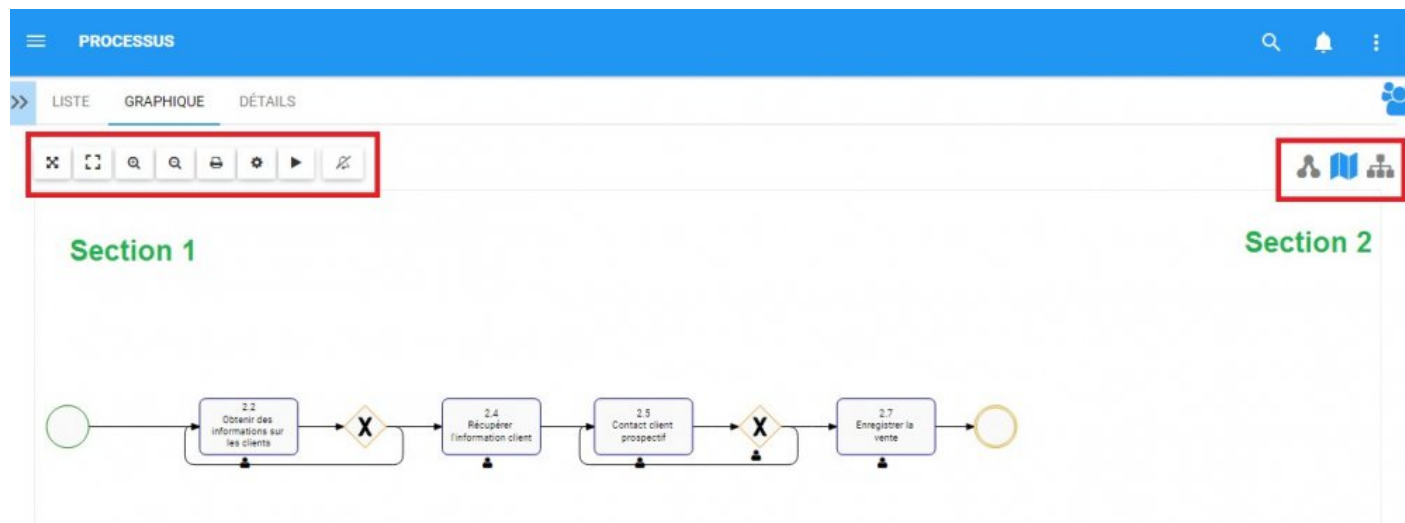 PROCESSUS
LISTE GRAPHIQUE DÉTAILS
Section 1
Section 2
2.2
Obtenir des
informations sur
les clients
X
2.4
Récupérer
l'information client
2.5
Contact client
prospectif
X
2.7
Enregistrer la
vente